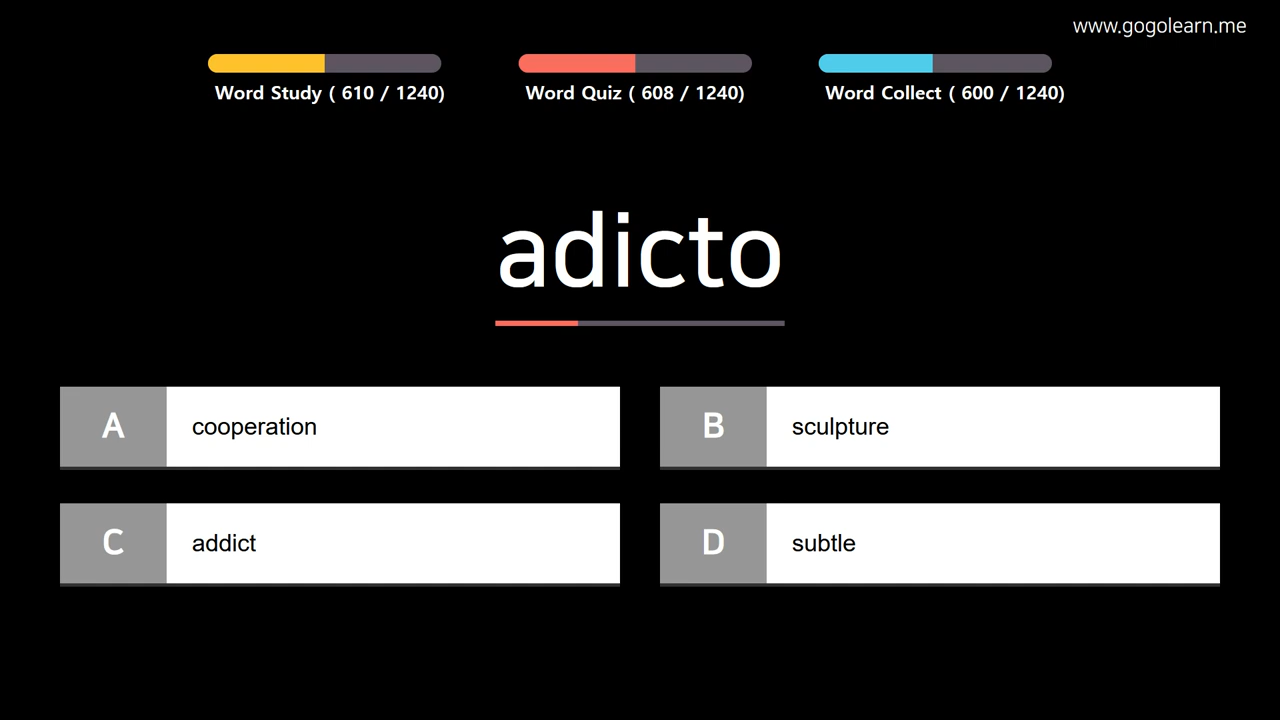 www.gogolearn.me
Word Study ( 610 / 1240)
Word Quiz ( 608 / 1240)
Word Collect ( 600 / 1240)
adicto
A cooperation
B sculpture
C addict
D subtle